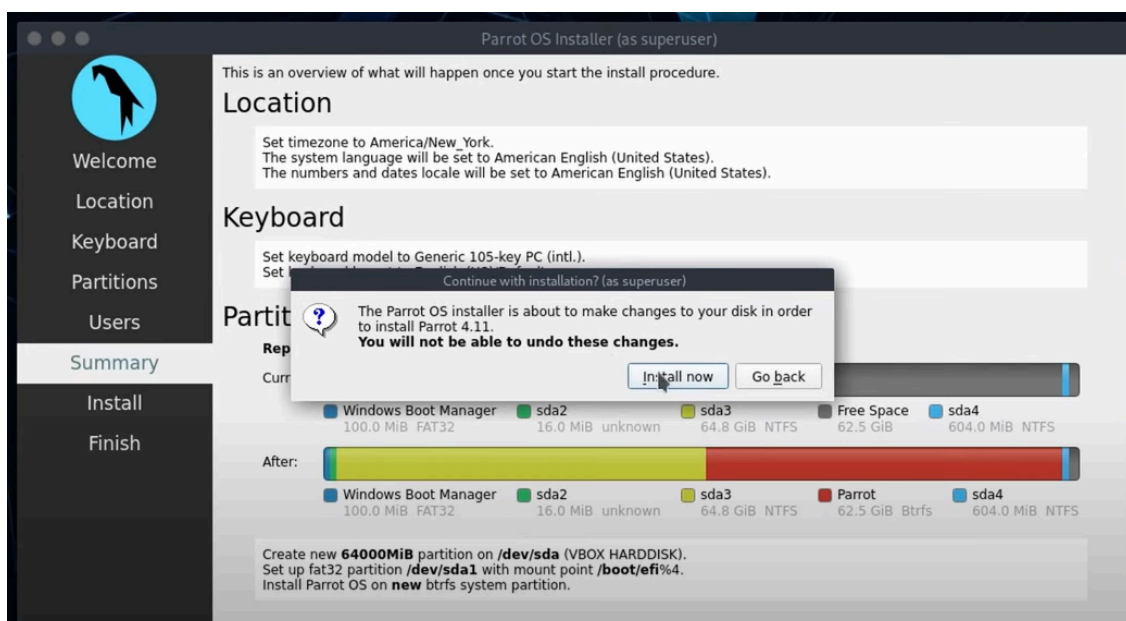 Parrot OS Installer (as superuser)
This is an overview of what will happen once you start the install procedure.
Location
Set timezone to America/New_York.
The system language will be set to American English (United States).
The numbers and dates locale will be set to American English (United States).
Welcome
Location
Keyboard
Partitions
Users
Summary
Install
Finish
Keyboard
Set keyboard model to Generic 105-key PC (intl.).
Set
Continue with installation? (as superuser)
The Parrot OS installer is about to make changes to your disk in order
to install Parrot 4.11.
You will not be able to undo these changes.
Install now Go back
Partit
Rep
Curr
Windows Boot Manager sda2 sda3 Free Space sda4
100.0 MiB FAT32 16.0 MiB unknown 64.8 GiB NTFS 62.5 GiB 604.0 MiB NTFS
After:
Windows Boot Manager sda2 sda3 Parrot sda4
100.0 MiB FAT32 16.0 MiB unknown 64.8 GiB NTFS 62.5 GiB Btrfs 604.0 MiB NTFS
Create new 64000MiB partition on /dev/sda (VBOX HARDDISK).
Set up fat32 partition /dev/sda1 with mount point /boot/efi%4.
Install Parrot OS on new btrfs system partition.